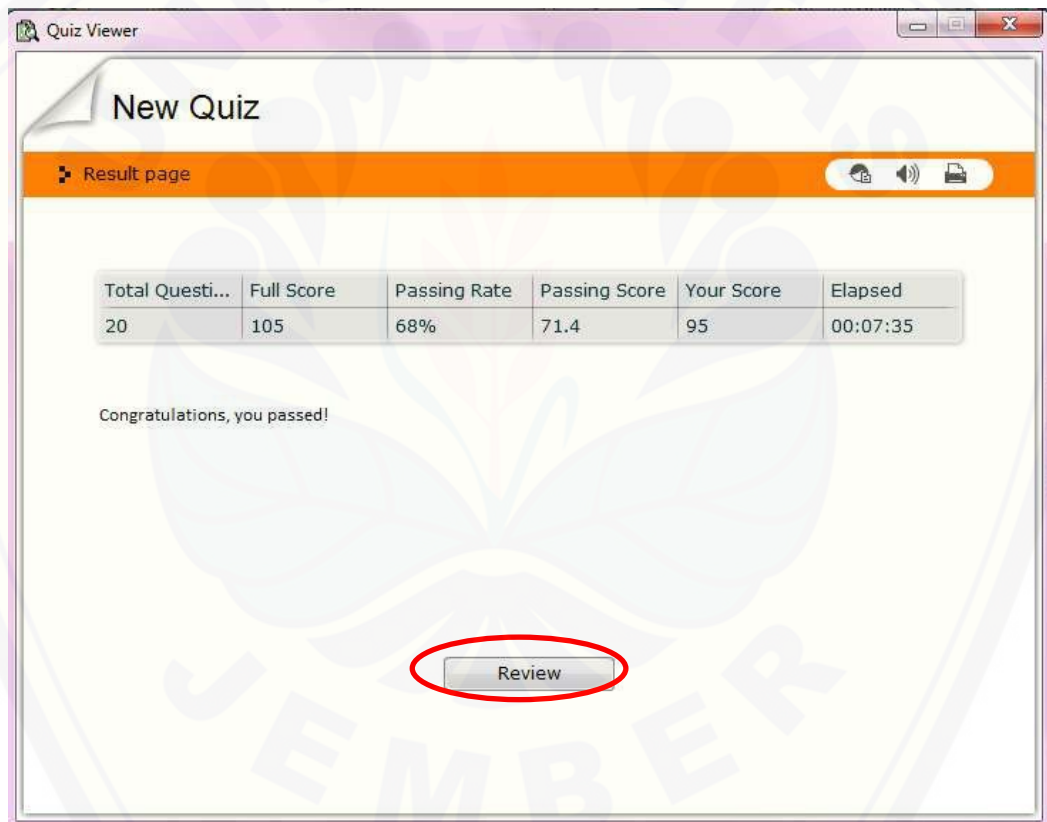 Quiz Viewer
New Quiz
Result page
Total Questi... Full Score Passing Rate Passing Score Your Score Elapsed
20 105 68% 71.4 95 00:07:35
Congratulations, you passed!
Review
JEMBER